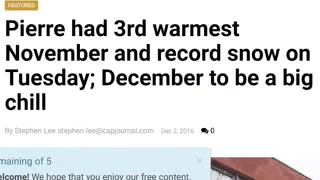 FEATURED
Pierre had 3rd warmest
November and record snow on
Tuesday; December to be a big
chill
By Stephen Lee stephen.lee@capjournal.com Dec 2, 2016 0
maining of 5 ×
elcome! We hope that you enjoy our free content.